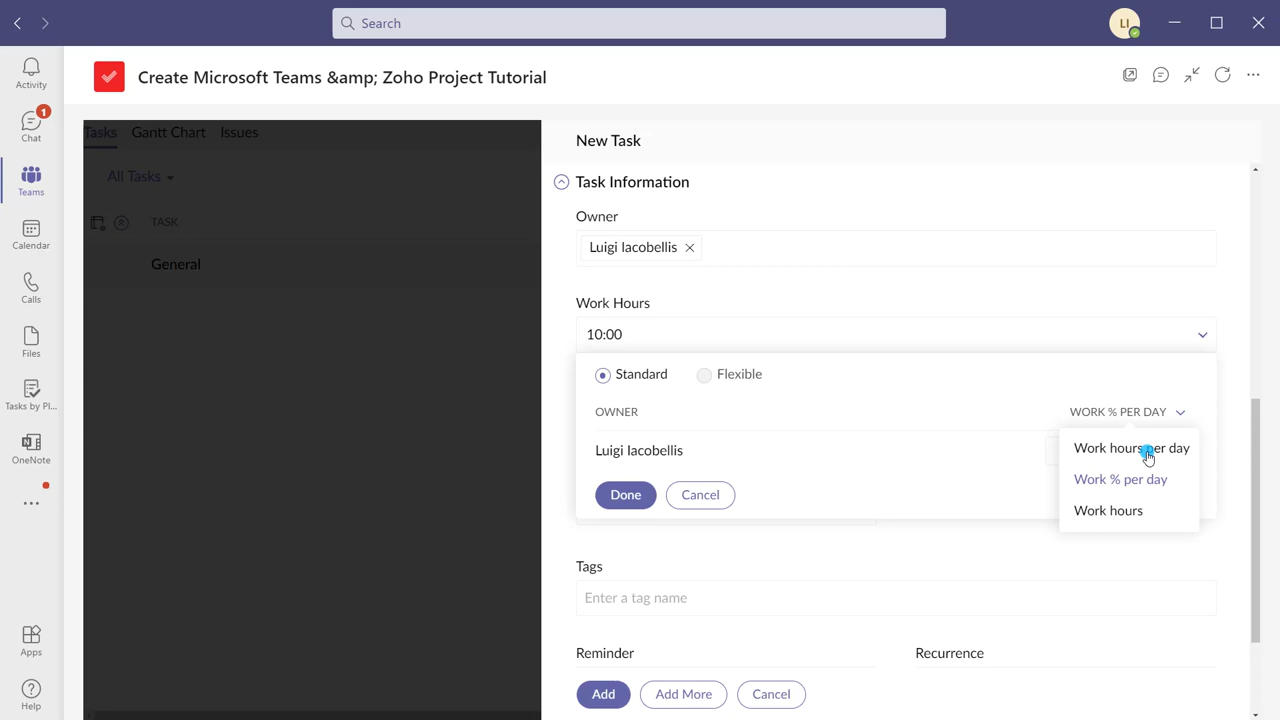 Search
LI
Activity
Chat
1
Teams
Calendar
Calls
Files
Tasks by Pl...
OneNote
Apps
Help
Create Microsoft Teams &amp; Zoho Project Tutorial
Tasks Gantt Chart Issues
All Tasks
TASK
General
New Task
Task Information
Owner
Luigi Iacobellis
Work Hours
10:00
Standard Flexible
OWNER WORK % PER DAY
Luigi Iacobellis
Work hours per day
Work % per day
Work hours
Done Cancel
Tags
Enter a tag name
Reminder Recurrence
Add Add More Cancel